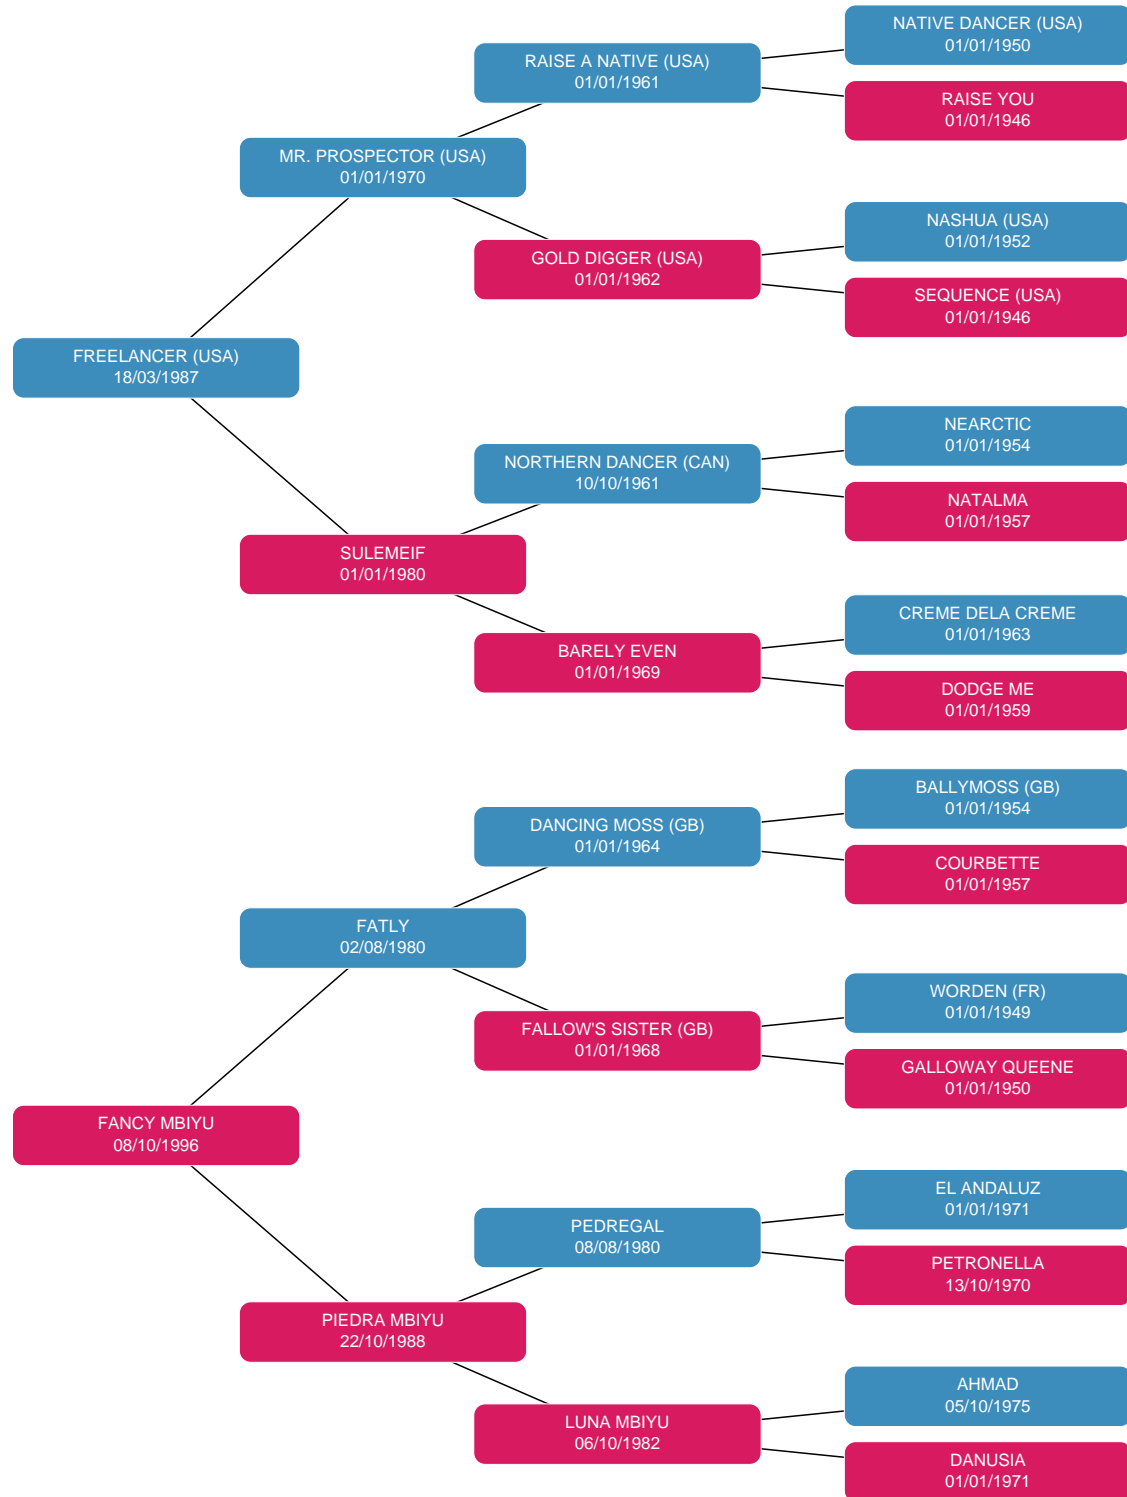 NATIVE DANCER (USA)
01/01/1950
RAISE A NATIVE (USA)
01/01/1961
RAISE YOU
01/01/1946
MR. PROSPECTOR (USA)
01/01/1970
NASHUA (USA)
01/01/1952
GOLD DIGGER (USA)
01/01/1962
SEQUENCE (USA)
01/01/1946
FREELANCER (USA)
18/03/1987
NEARCTIC
01/01/1954
NORTHERN DANCER (CAN)
10/10/1961
NATALMA
01/01/1957
SULEMEIF
01/01/1980
CREME DELA CREME
01/01/1963
BARELY EVEN
01/01/1969
DODGE ME
01/01/1959
BALLYMOSS (GB)
01/01/1954
DANCING MOSS (GB)
01/01/1964
COURBETTE
01/01/1957
FATLY
02/08/1980
WORDEN (FR)
01/01/1949
FALLOW'S SISTER (GB)
01/01/1968
GALLOWAY QUEENE
01/01/1950
FANCY MBIYU
08/10/1996
EL ANDALUZ
01/01/1971
PEDREGAL
08/08/1980
PETRONELLA
13/10/1970
PIEDRA MBIYU
22/10/1988
AHMAD
05/10/1975
LUNA MBIYU
06/10/1982
DANUSIA
01/01/1971